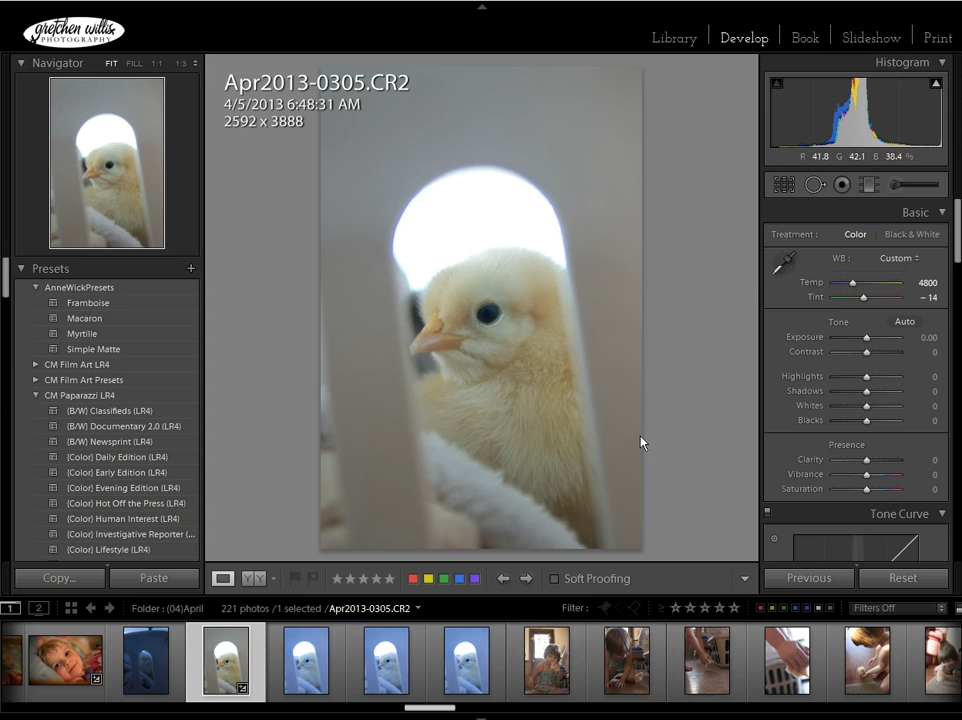 gretchen willis
PHOTOGRAPHY
Library | Develop | Book | Slideshow | Print
Navigator FIT FILL 1:1 1:3
Apr2013-0305.CR2
4/5/2013 6:48:31 AM
2592 x 3888
Histogram
R 41.8 G 42.1 B 38.4 %
Basic
Treatment : Color Black & White
WB : Custom
Temp 4800
Tint – 14
Tone Auto
Exposure 0.00
Contrast 0
Highlights 0
Shadows 0
Whites 0
Blacks 0
Presence
Clarity 0
Vibrance 0
Saturation 0
Tone Curve
Previous Reset
Presets +
AnneWickPresets
Framboise
Macaron
Myrtille
Simple Matte
CM Film Art LR4
CM Film Art Presets
CM Paparazzi LR4
{B/W} Classifieds (LR4)
{B/W} Documentary 2.0 (LR4)
{B/W} Newsprint (LR4)
{Color} Daily Edition (LR4)
{Color} Early Edition (LR4)
{Color} Evening Edition (LR4)
{Color} Hot Off the Press (LR4)
{Color} Human Interest (LR4)
{Color} Investigative Reporter (...
{Color} Lifestyle (LR4)
Copy... Paste
Y Y Soft Proofing
1 2 Folder : (04)April 221 photos /1 selected /Apr2013-0305.CR2 Filter : Filters Off